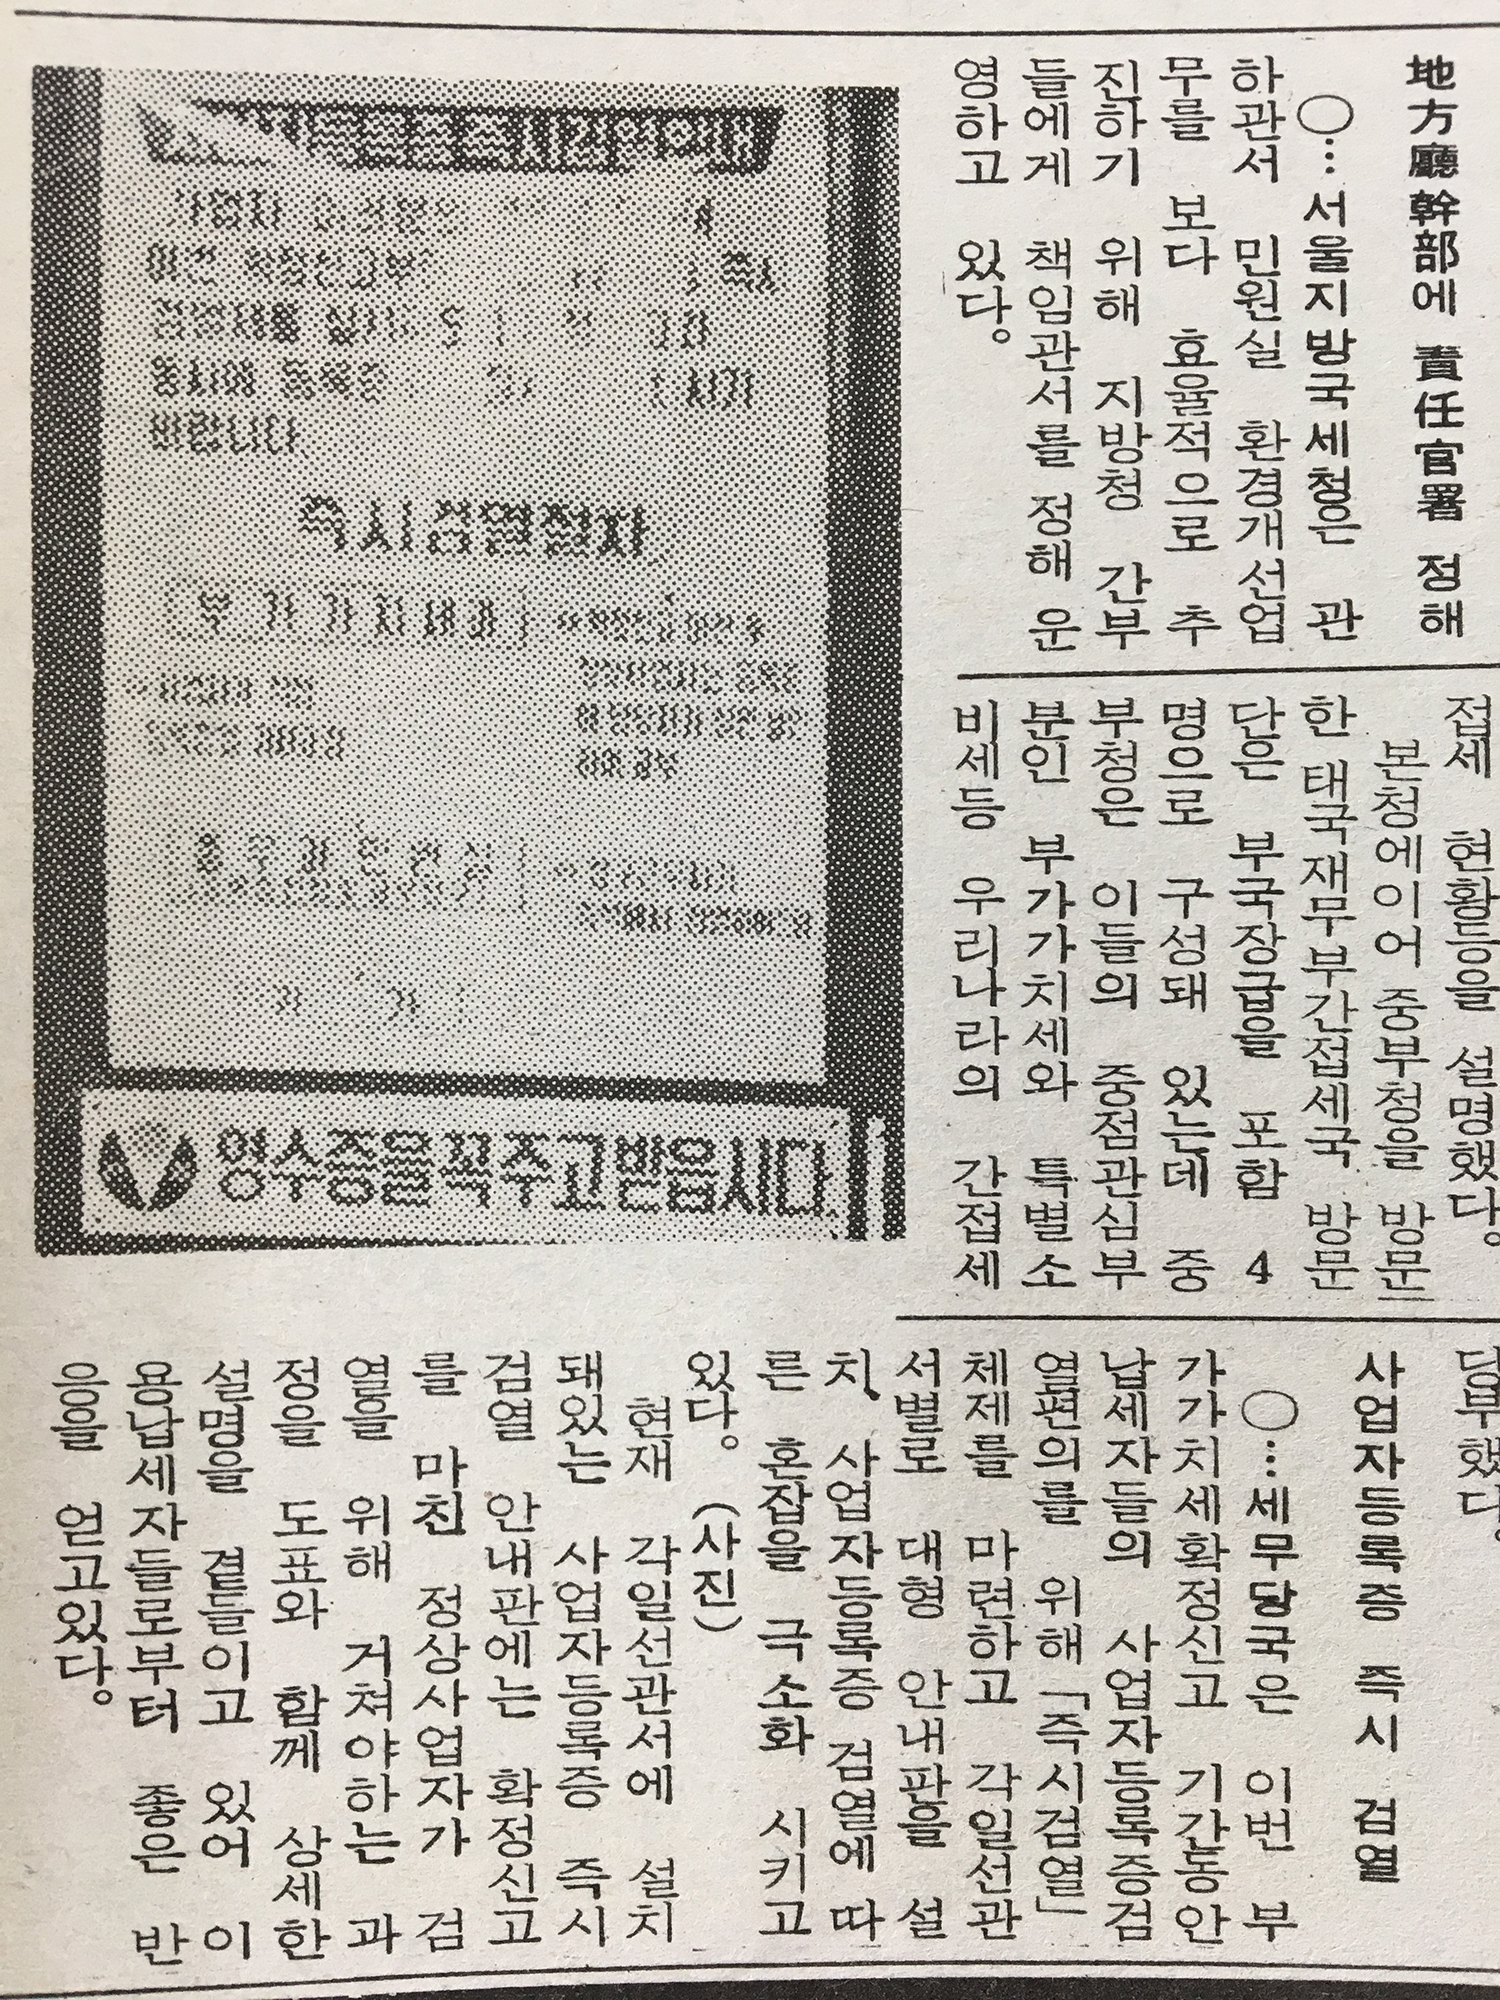 地方廳幹部에 責任官署 정해
○…서울지방국세청은 관
하관서 민원실 환경개선업
무를 보다 효율적으로 추
진하기 위해 지방청 간부
들에게 책임관서를 정해 운
영하고 있다。
접세 현황등을 설명했다。
본청에이어 중부청을 방문
한 태국재무부간접세국 방문
단은 부국장급을 포함 4
명으로 구성돼 있는데 중
부청은 이들의 중점관심부
분인 부가가치세와 특별소
비세등 우리나라의 간접세
당부했다。
사업자등록증 즉시 검열
○…세무당국은 이번 부
가가치세확정신고 기간동안
납세자들의 사업자등록증검
열편의를 위해「즉시검열」
체제를 마련하고 각일선관
서별로 대형 안내판을 설
치, 사업자등록증 검열에 따
른 혼잡을 극소화 시키고
있다。(사진)
현재 각일선관서에 설치
돼있는 사업자등록증 즉시
검열 안내판에는 확정신고
를 마친 정상사업자가 검
열을 위해 거쳐야하는 과
정을 도표와 함께 상세한
설명을 곁들이고 있어 이
용납세자들로부터 좋은 반
응을 얻고있다。
바랍니다
즉시검열절차
영수증을꼭주고받읍시다